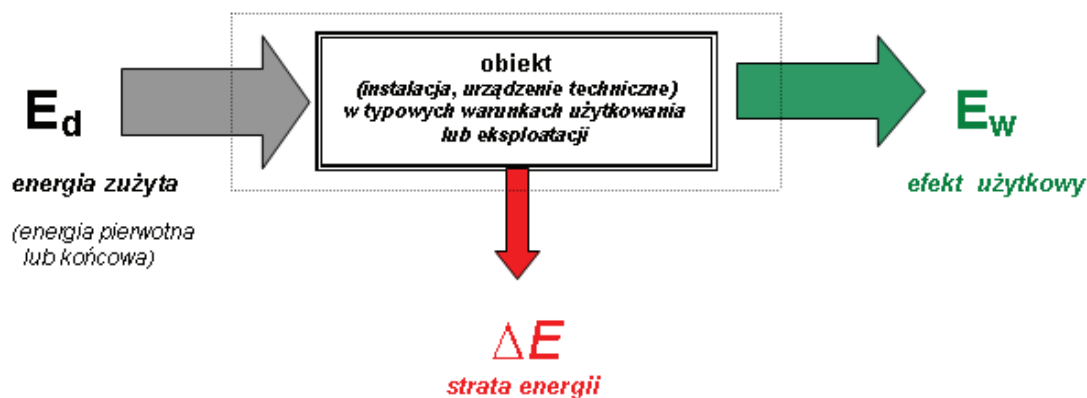 obiekt
(instalacja, urządzenie techniczne)
w typowych warunkach użytkowania
lub eksploatacji
Ed
energia zużyta
(energia pierwotna
lub końcowa)
Ew
efekt użytkowy
ΔE
strata energii